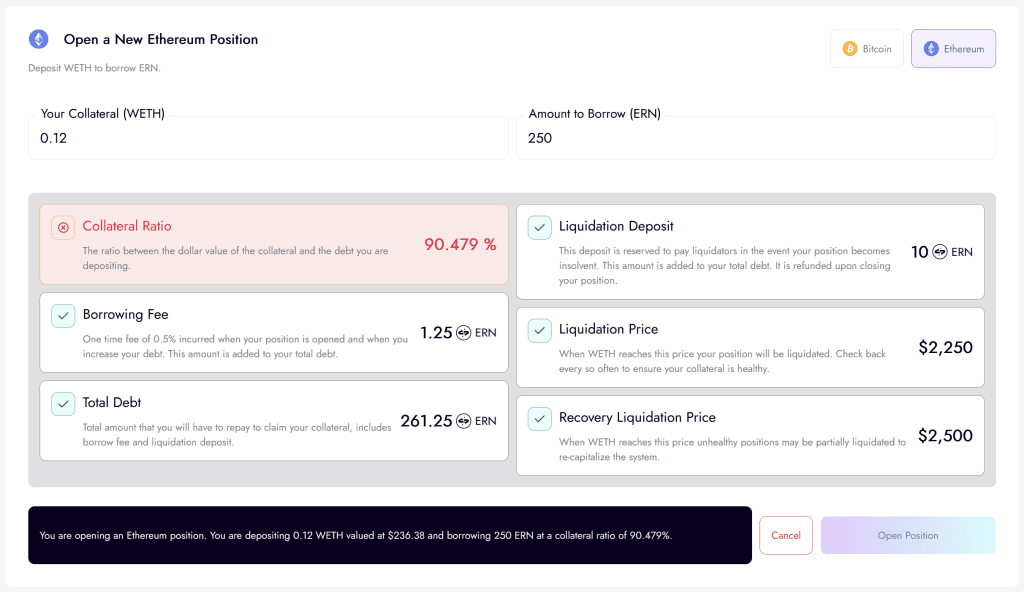 Open a New Ethereum Position
Bitcoin
Ethereum
Deposit WETH to borrow ERN.
Your Collateral (WETH)
0.12
Amount to Borrow (ERN)
250
Collateral Ratio
The ratio between the dollar value of the collateral and the debt you are
depositing.
90.479 %
Borrowing Fee
One time fee of 0.5% incurred when your position is opened and when you
increase your debt. This amount is added to your total debt.
1.25 ERN
Total Debt
Total amount that you will have to repay to claim your collateral, includes
borrow fee and liquidation deposit.
261.25 ERN
Liquidation Deposit
This deposit is reserved to pay liquidators in the event your position becomes
insolvent. This amount is added to your total debt. It is refunded upon closing
your position.
10 ERN
Liquidation Price
When WETH reaches this price your position will be liquidated. Check back
every so often to ensure your collateral is healthy.
$2,250
Recovery Liquidation Price
When WETH reaches this price unhealthy positions may be partially liquidated to
re-capitalize the system.
$2,500
You are opening an Ethereum position. You are depositing 0.12 WETH valued at $236.38 and borrowing 250 ERN at a collateral ratio of 90.479%.
Cancel
Open Position